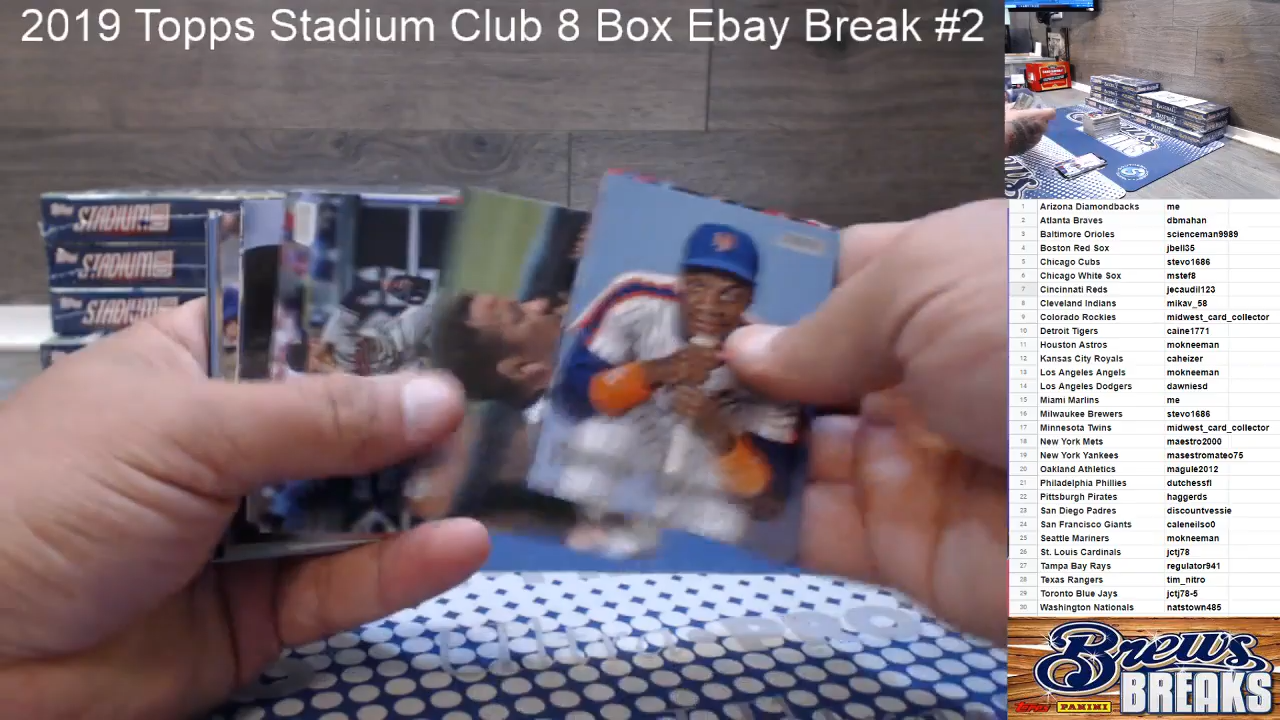 2019 Topps Stadium Club 8 Box Ebay Break #2
STADIUM
STADIUM
STADIUM
1 Arizona Diamondbacks me
2 Atlanta Braves dbmahan
3 Baltimore Orioles scienceman9989
4 Boston Red Sox jbell35
5 Chicago Cubs stevo1686
6 Chicago White Sox mstef8
7 Cincinnati Reds jecaudil123
8 Cleveland Indians mikav_58
9 Colorado Rockies midwest_card_collector
10 Detroit Tigers caine1771
11 Houston Astros mokneeman
12 Kansas City Royals caheizer
13 Los Angeles Angels mokneeman
14 Los Angeles Dodgers dawniesd
15 Miami Marlins me
16 Milwaukee Brewers stevo1686
17 Minnesota Twins midwest_card_collector
18 New York Mets maestro2000
19 New York Yankees masestromateo75
20 Oakland Athletics magule2012
21 Philadelphia Phillies dutchessfl
22 Pittsburgh Pirates haggerds
23 San Diego Padres discountvessie
24 San Francisco Giants caleneilso0
25 Seattle Mariners mokneeman
26 St. Louis Cardinals jctj78
27 Tampa Bay Rays regulator941
28 Texas Rangers tim_nitro
29 Toronto Blue Jays jctj78-5
30 Washington Nationals natstown485
Brews
BREAKS
Topps PANINI